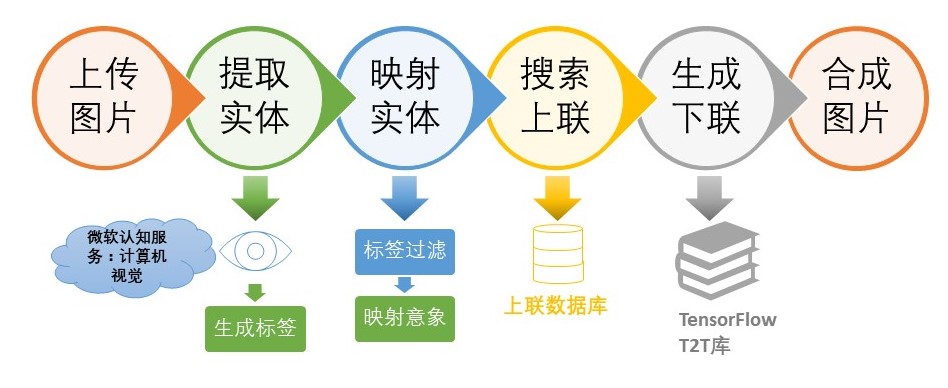 上传
图片
提取
实体
映射
实体
搜索
上联
生成
下联
合成
图片
微软认知服
务：计算机
视觉
生成标签
标签过滤
映射意象
上联数据库
TensorFlow
T2T库